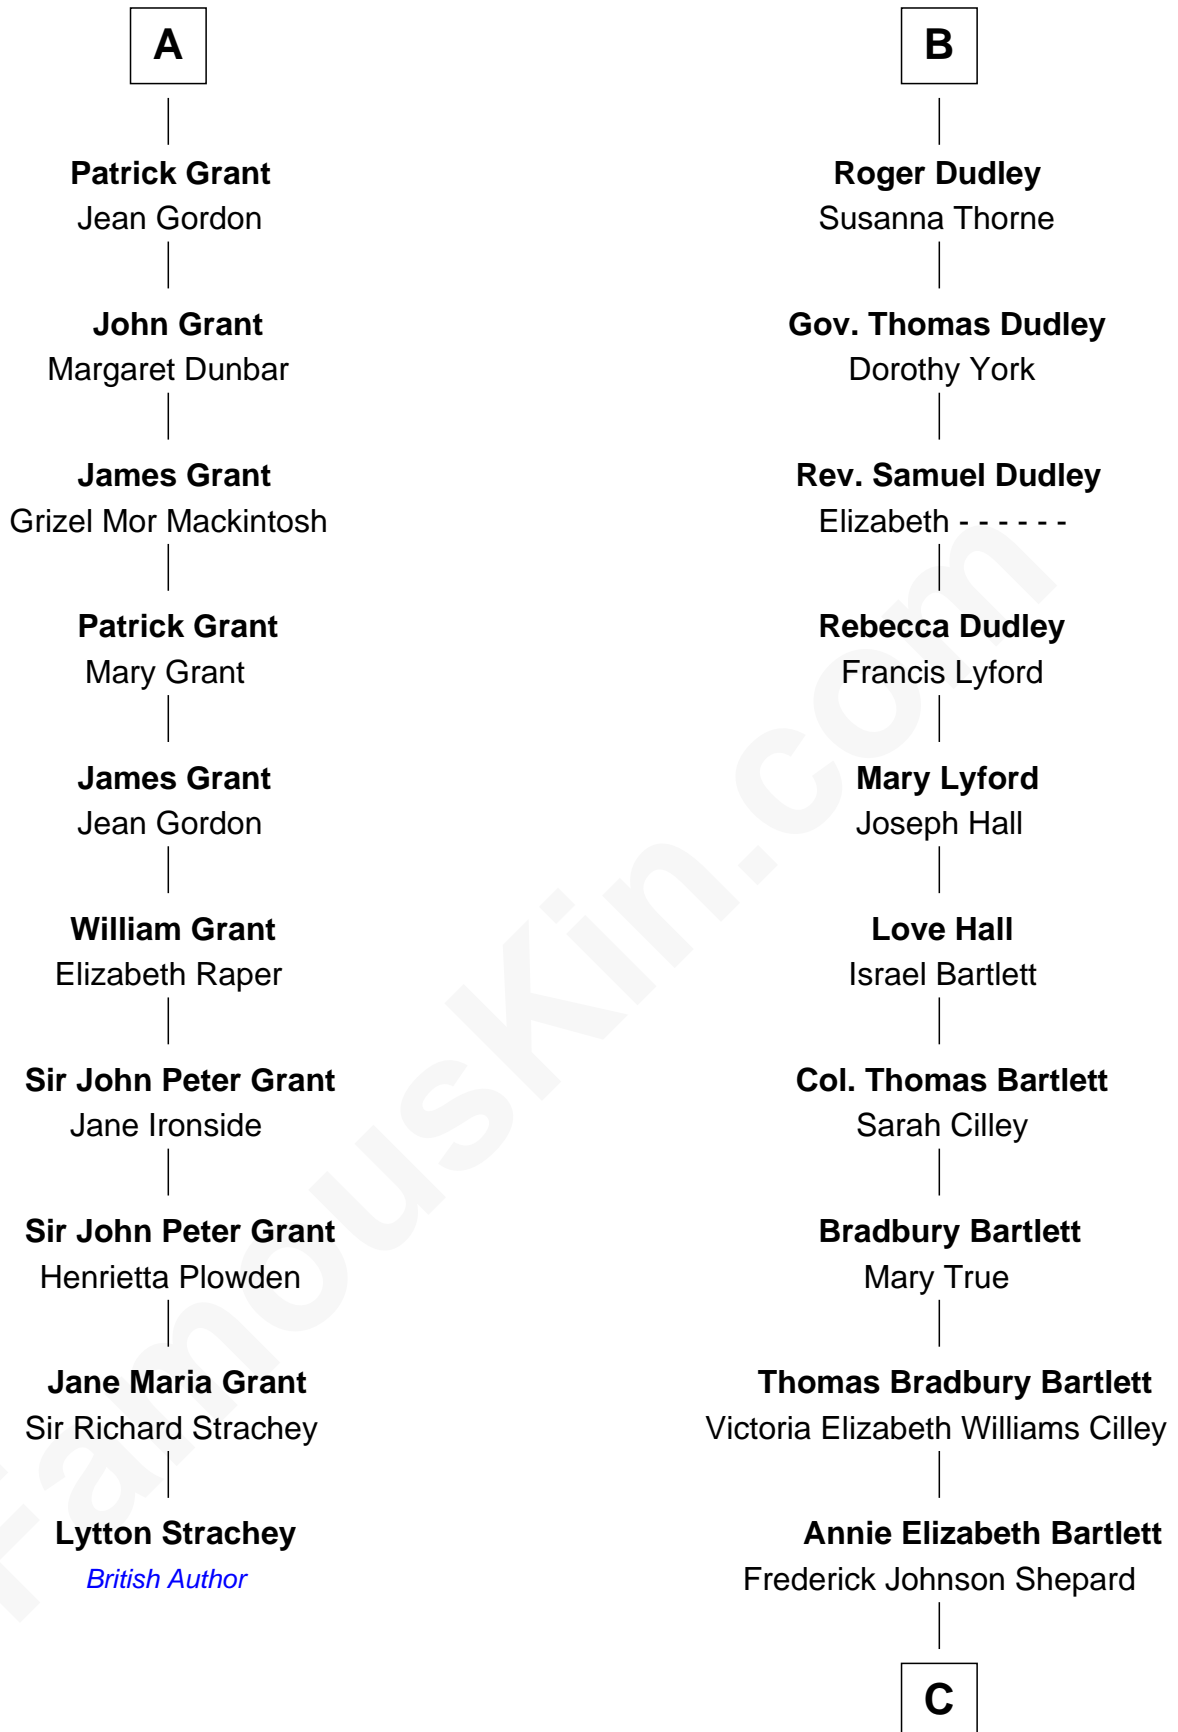 A
Patrick Grant
Jean Gordon
John Grant
Margaret Dunbar
James Grant
Grizel Mor Mackintosh
Patrick Grant
Mary Grant
James Grant
Jean Gordon
William Grant
Elizabeth Raper
Sir John Peter Grant
Jane Ironside
Sir John Peter Grant
Henrietta Plowden
Jane Maria Grant
Sir Richard Strachey
Lytton Strachey
British Author
B
Roger Dudley
Susanna Thorne
Gov. Thomas Dudley
Dorothy York
Rev. Samuel Dudley
Elizabeth - - - - - -
Rebecca Dudley
Francis Lyford
Mary Lyford
Joseph Hall
Love Hall
Israel Bartlett
Col. Thomas Bartlett
Sarah Cilley
Bradbury Bartlett
Mary True
Thomas Bradbury Bartlett
Victoria Elizabeth Williams Cilley
Annie Elizabeth Bartlett
Frederick Johnson Shepard
C
FamousKin.com